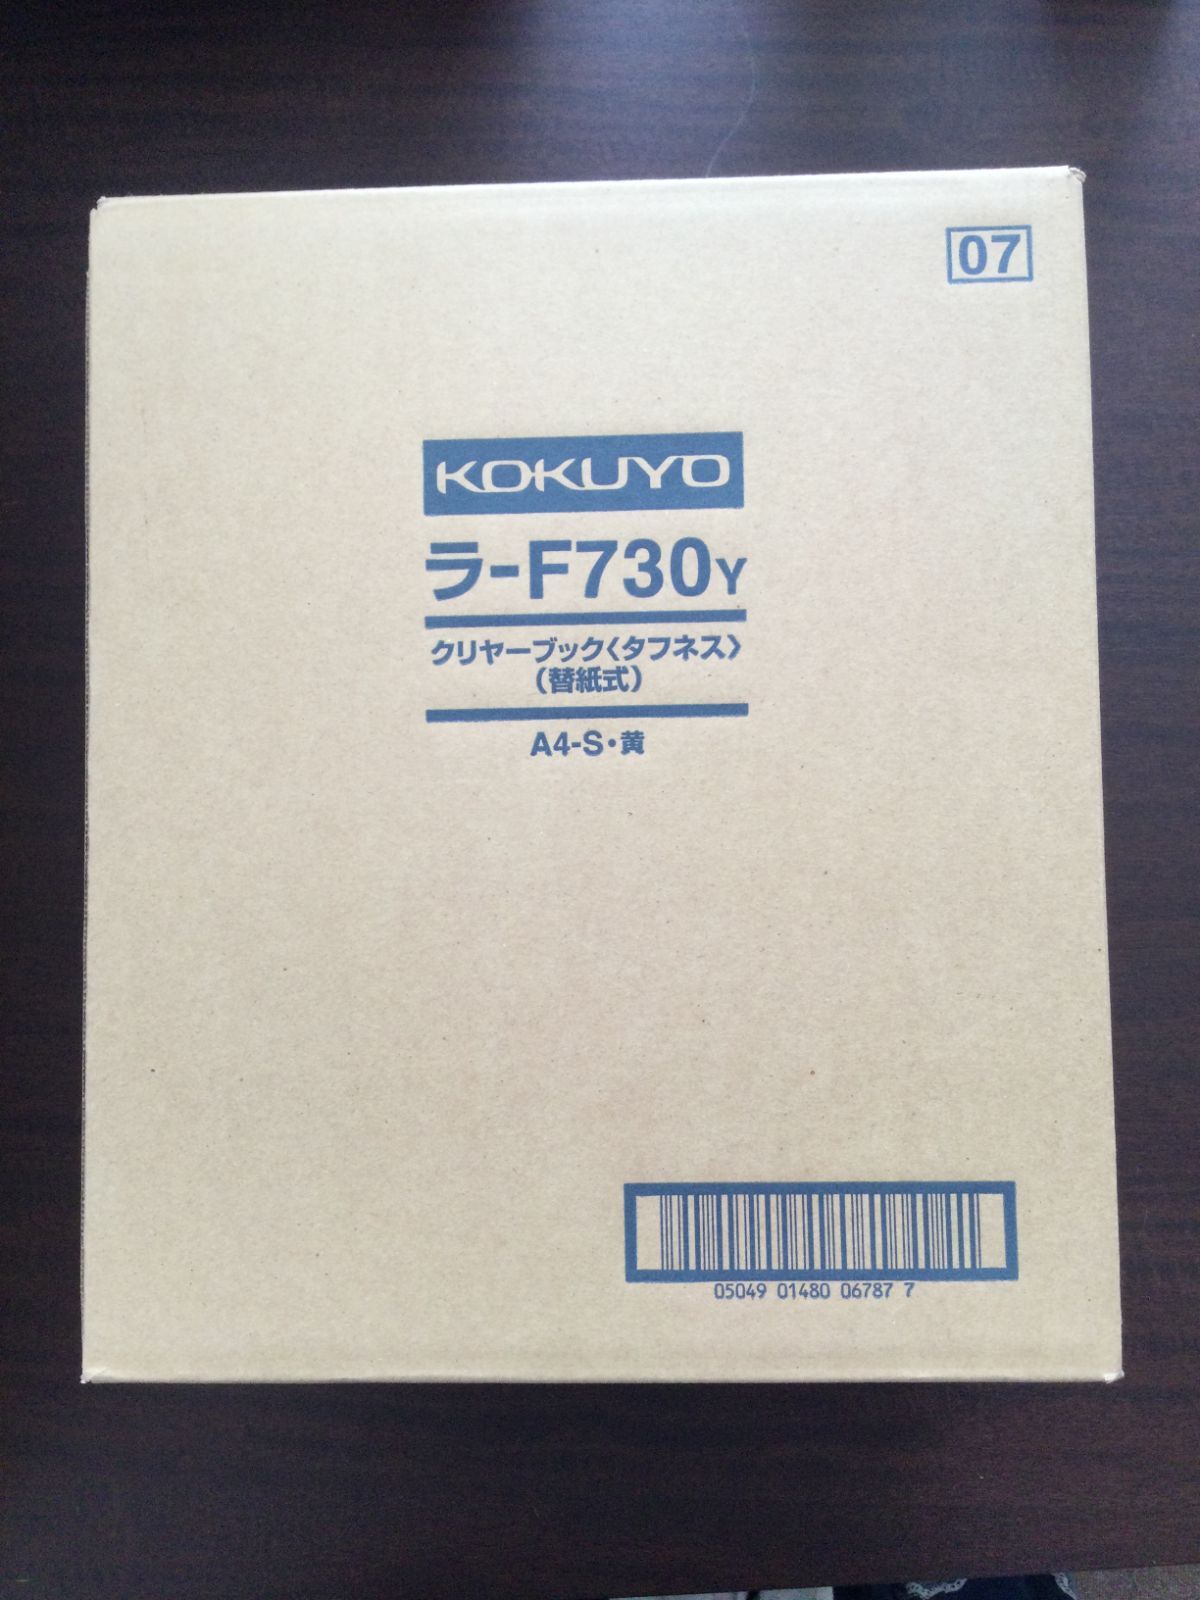 07
KOKUYO
ラ-F730Y
クリヤーブック〈タフネス〉
(替紙式)
A4-S・黄
05049 01480 06787 7